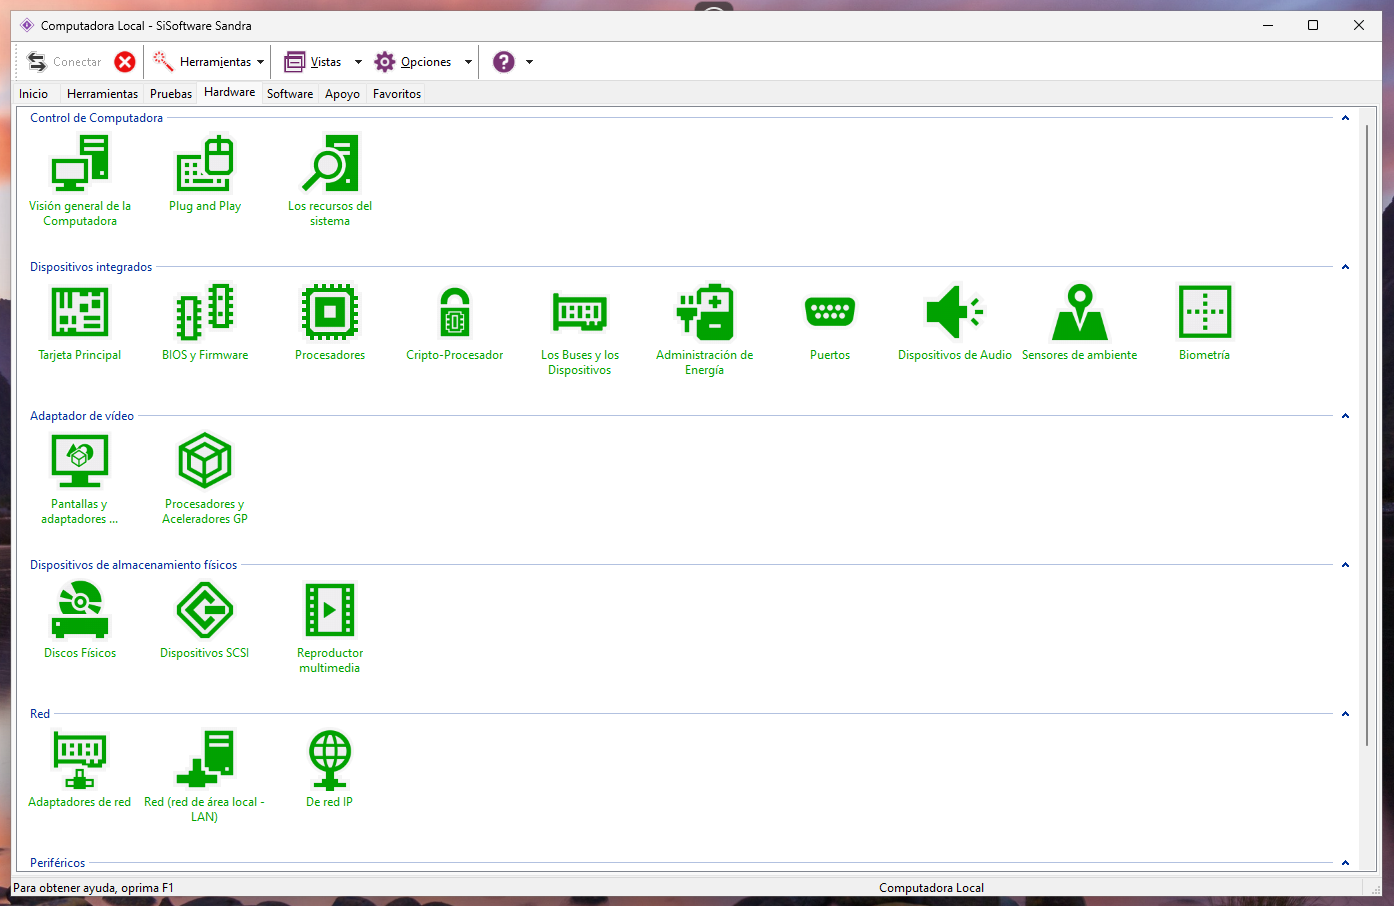 Computadora Local - SiSoftware Sandra
Conectar
Herramientas
Vistas
Opciones
?
Inicio
Herramientas
Pruebas
Hardware
Software
Apoyo
Favoritos
Control de Computadora
Visión general de la
Computadora
Plug and Play
Los recursos del
sistema
Dispositivos integrados
Tarjeta Principal
BIOS y Firmware
Procesadores
Cripto-Procesador
Los Buses y los
Dispositivos
Administración de
Energía
Puertos
Dispositivos de Audio
Sensores de ambiente
Biometría
Adaptador de vídeo
Pantallas y
adaptadores ...
Procesadores y
Aceleradores GP
Dispositivos de almacenamiento físicos
Discos Físicos
Dispositivos SCSI
Reproductor
multimedia
Red
Adaptadores de red
Red (red de área local -
LAN)
De red IP
Periféricos
Para obtener ayuda, oprima F1
Computadora Local